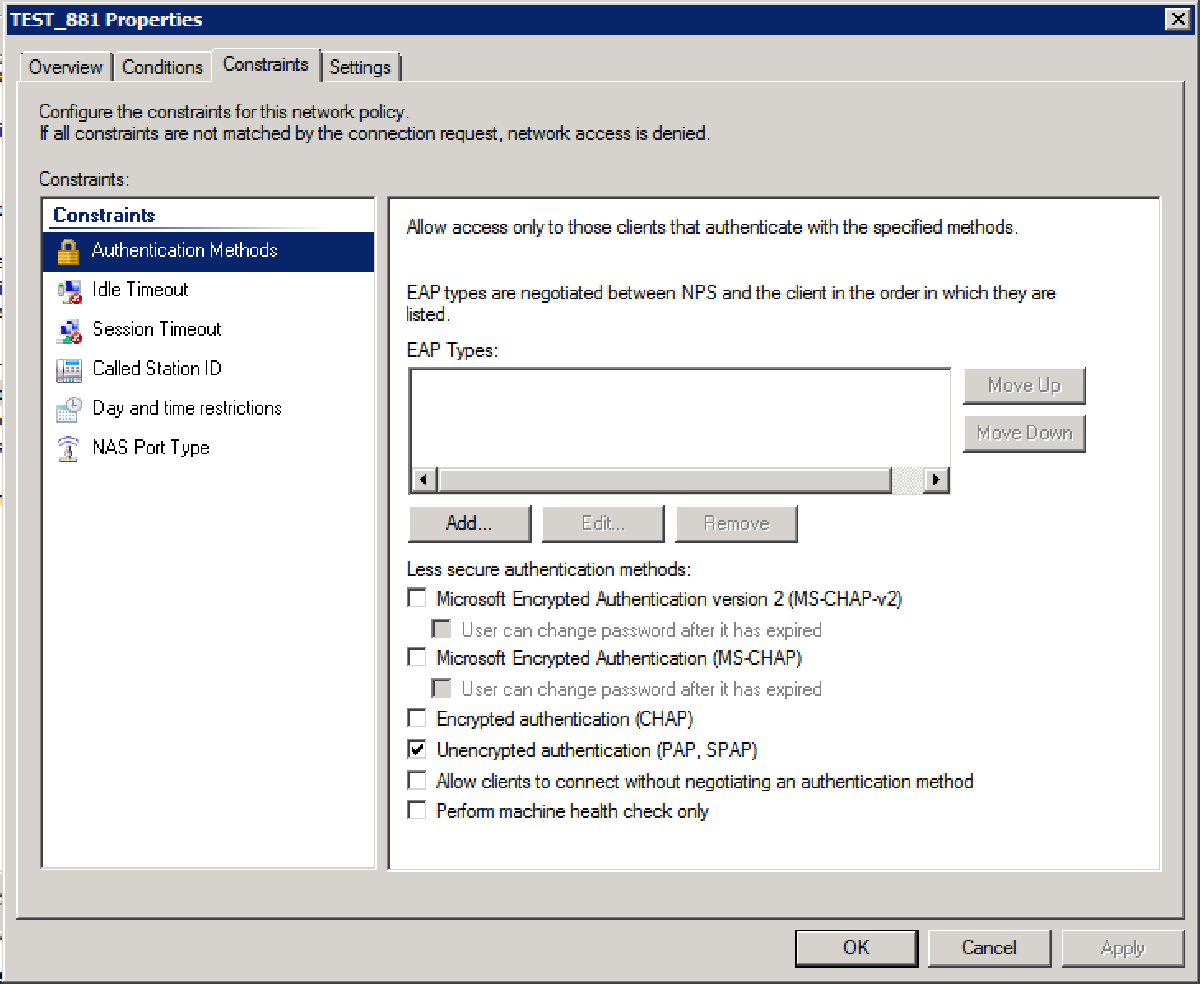 TEST_881 Properties
Overview
Conditions
Constraints
Settings
Configure the constraints for this network policy.
If all constraints are not matched by the connection request, network access is denied.
Constraints:
Constraints
Authentication Methods
Idle Timeout
Session Timeout
Called Station ID
Day and time restrictions
NAS Port Type
Allow access only to those clients that authenticate with the specified methods.
EAP types are negotiated between NPS and the client in the order in which they are
listed.
EAP Types:
Move Up
Move Down
Add...
Edit...
Remove
Less secure authentication methods:
Microsoft Encrypted Authentication version 2 (MS-CHAP-v2)
User can change password after it has expired
Microsoft Encrypted Authentication (MS-CHAP)
User can change password after it has expired
Encrypted authentication (CHAP)
Unencrypted authentication (PAP, SPAP)
Allow clients to connect without negotiating an authentication method
Perform machine health check only
OK
Cancel
Apply